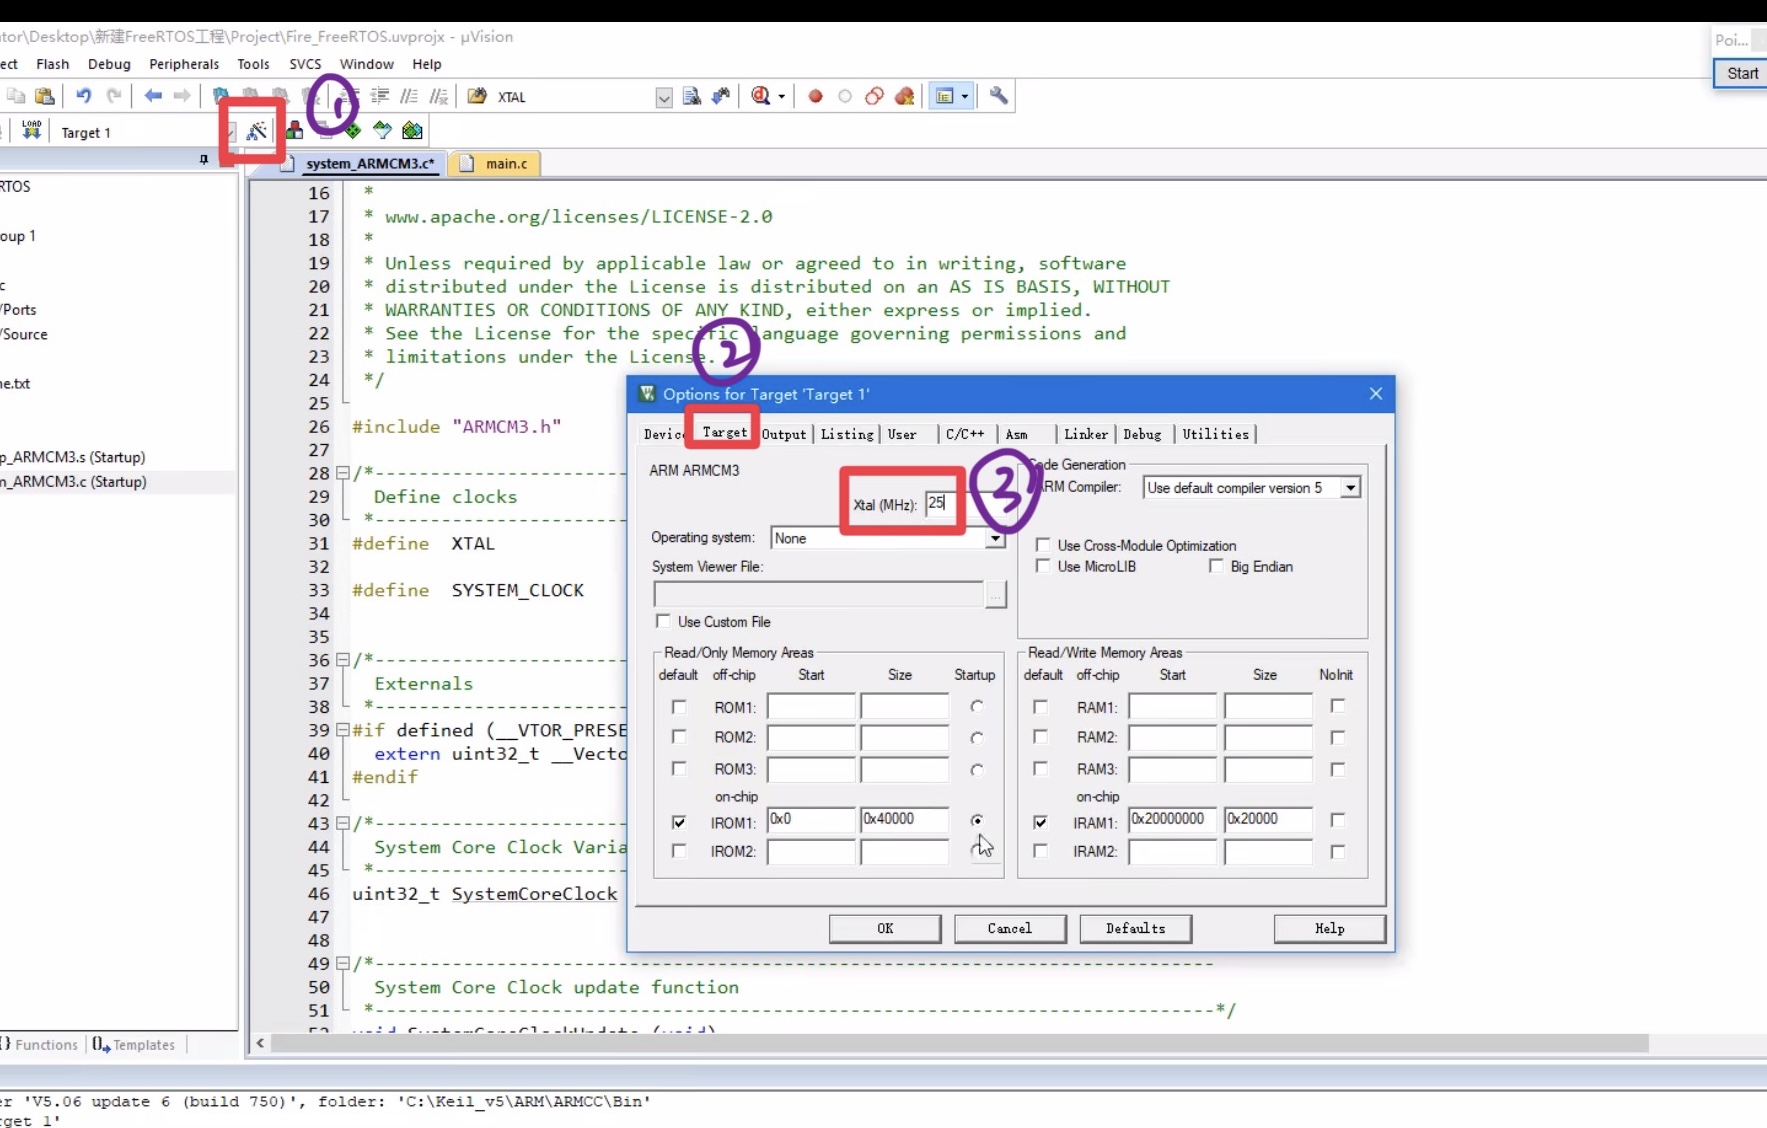 tor\Desktop\新建FreeRTOS工程\Project\Fire_FreeRTOS.uvprojx - µVision
Poi...
ect Flash Debug Peripherals Tools SVCS Window Help
Start
XTAL
①
LOAD Target 1
system_ARMCM3.c* main.c
RTOS
oup 1
c
/Ports
/Source
ne.txt
p_ARMCM3.s (Startup)
m_ARMCM3.c (Startup)
16 *
17 * www.apache.org/licenses/LICENSE-2.0
18 *
19 * Unless required by applicable law or agreed to in writing, software
20 * distributed under the License is distributed on an AS IS BASIS, WITHOUT
21 * WARRANTIES OR CONDITIONS OF ANY KIND, either express or implied.
22 * See the License for the specific language governing permissions and
23 * limitations under the License.
②
24 */
25
26 #include "ARMCM3.h"
27
28 /*----------------------
29 Define clocks
30 *----------------------
31 #define XTAL
32
33 #define SYSTEM_CLOCK
34
35
36 /*----------------------
37 Externals
38 *----------------------
39 #if defined (__VTOR_PRESE
40 extern uint32_t __Vecto
41 #endif
42
43 /*----------------------
44 System Core Clock Varia
45 *----------------------
46 uint32_t SystemCoreClock
47
48
49 /*----------------------------------------------------------------------------
50 System Core Clock update function
51 *----------------------------------------------------------------------------*/
52 void SystemCoreClockUpdate (void)
Options for Target 'Target 1'
Device Target Output Listing User C/C++ Asm Linker Debug Utilities
ARM ARMCM3
Xtal (MHz): 25
③
Operating system: None
System Viewer File:
...
Use Custom File
Code Generation
ARM Compiler: Use default compiler version 5
Use Cross-Module Optimization
Use MicroLIB Big Endian
Read/Only Memory Areas
default off-chip Start Size Startup
ROM1:
ROM2:
ROM3:
on-chip
IROM1: 0x0 0x40000
IROM2:
Read/Write Memory Areas
default off-chip Start Size NoInit
RAM1:
RAM2:
RAM3:
on-chip
IRAM1: 0x20000000 0x20000
IRAM2:
OK Cancel Defaults Help
{} Functions 0→ Templates
er 'V5.06 update 6 (build 750)', folder: 'C:\Keil_v5\ARM\ARMCC\Bin'
rget 1'